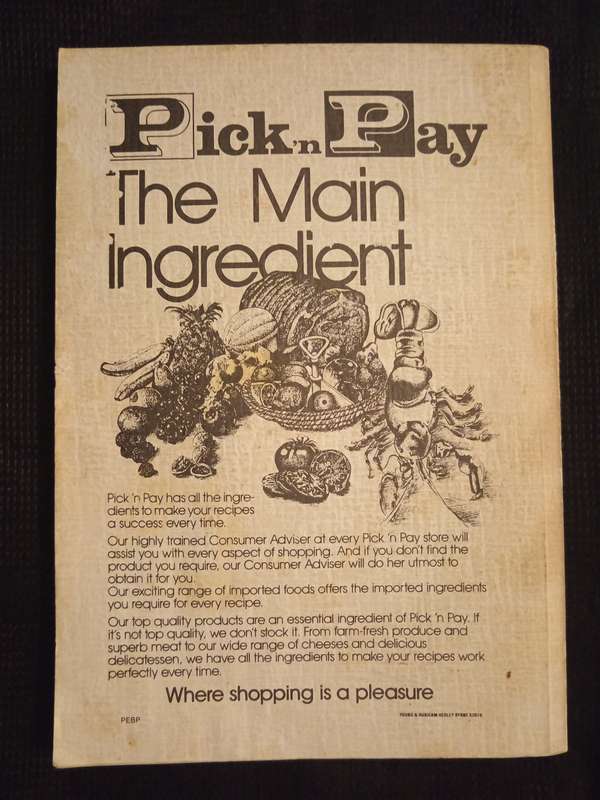 Pick 'n Pay
The Main
Ingredient
Pick 'n Pay has all the ingre-
dients to make your recipes
a success every time.
Our highly trained Consumer Adviser at every Pick 'n Pay store will
assist you with every aspect of shopping. And if you don't find the
product you require, our Consumer Adviser will do her utmost to
obtain it for you.
Our exciting range of imported foods offers the imported ingredients
you require for every recipe.
Our top quality products are an essential ingredient of Pick 'n Pay. If
it's not top quality, we don't stock it. From farm-fresh produce and
superb meat to our wide range of cheeses and delicious
delicatessen, we have all the ingredients to make your recipes work
perfectly every time.
Where shopping is a pleasure
PEBP
YOUNG & RUBICAM HEDLEY BYRNE